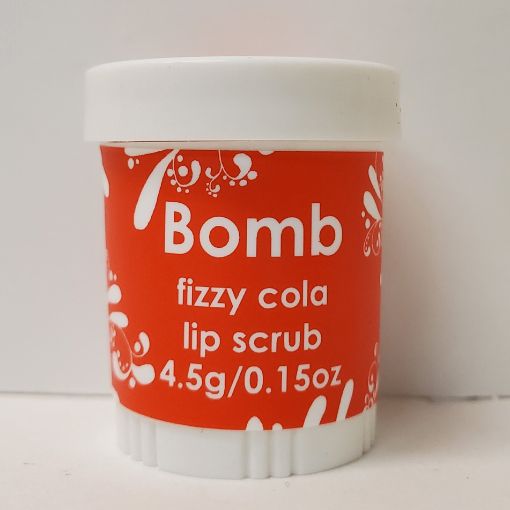 Bomb
fizzy cola
lip scrub
4.5g/0.15oz